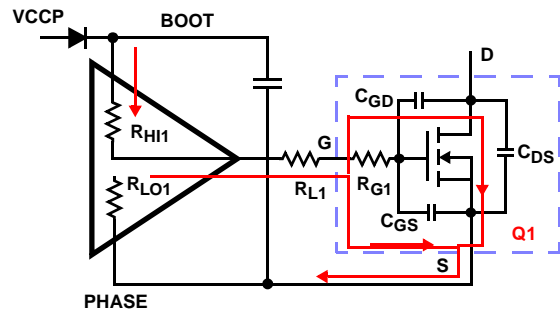 VCCP
BOOT
D
CGD
RHI1
G
CDS
RLO1
RL1
RG1
CGS
Q1
S
PHASE